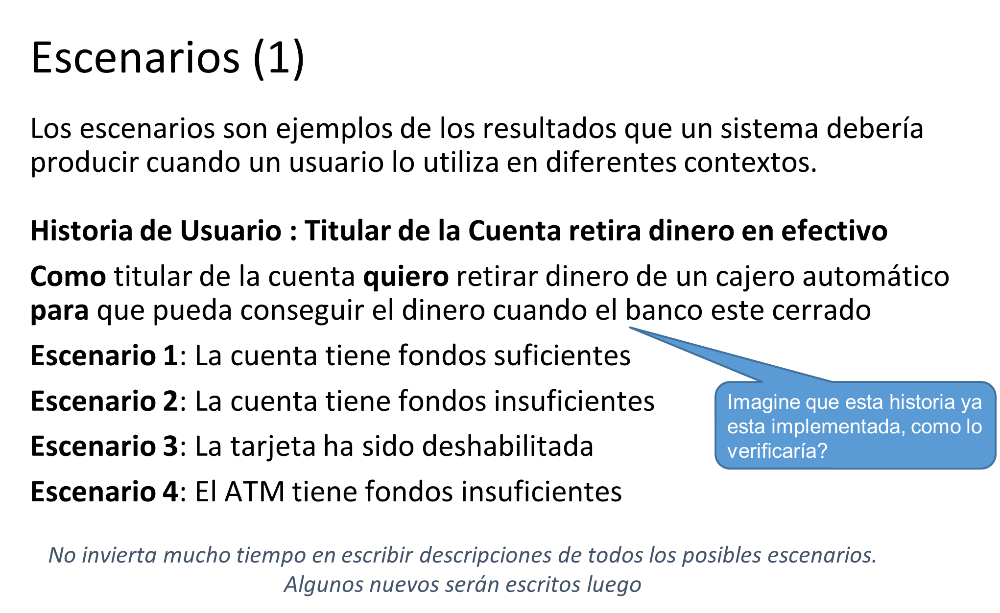 Escenarios (1)
Los escenarios son ejemplos de los resultados que un sistema debería
producir cuando un usuario lo utiliza en diferentes contextos.
Historia de Usuario : Titular de la Cuenta retira dinero en efectivo
Como titular de la cuenta quiero retirar dinero de un cajero automático
para que pueda conseguir el dinero cuando el banco este cerrado
Escenario 1: La cuenta tiene fondos suficientes
Escenario 2: La cuenta tiene fondos insuficientes
Escenario 3: La tarjeta ha sido deshabilitada
Escenario 4: El ATM tiene fondos insuficientes
Imagine que esta historia ya
esta implementada, como lo
verificaría?
No invierta mucho tiempo en escribir descripciones de todos los posibles escenarios.
Algunos nuevos serán escritos luego